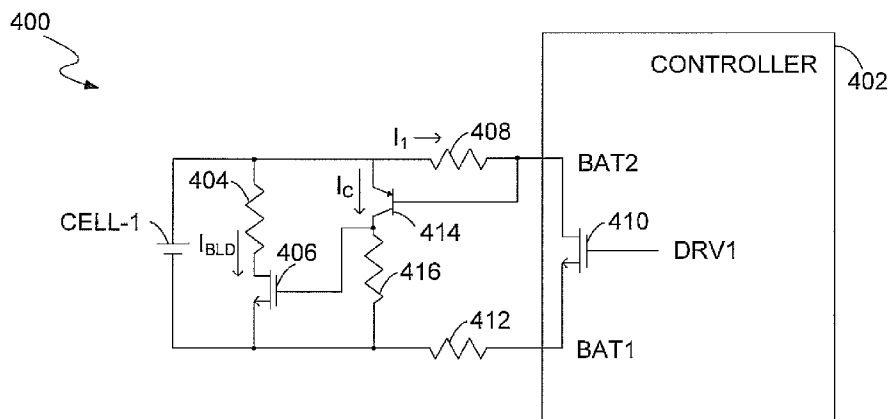 400
CONTROLLER
402
I1 →
408
BAT2
404
IC
414
CELL-1
IBLD
406
416
410
DRV1
412
BAT1